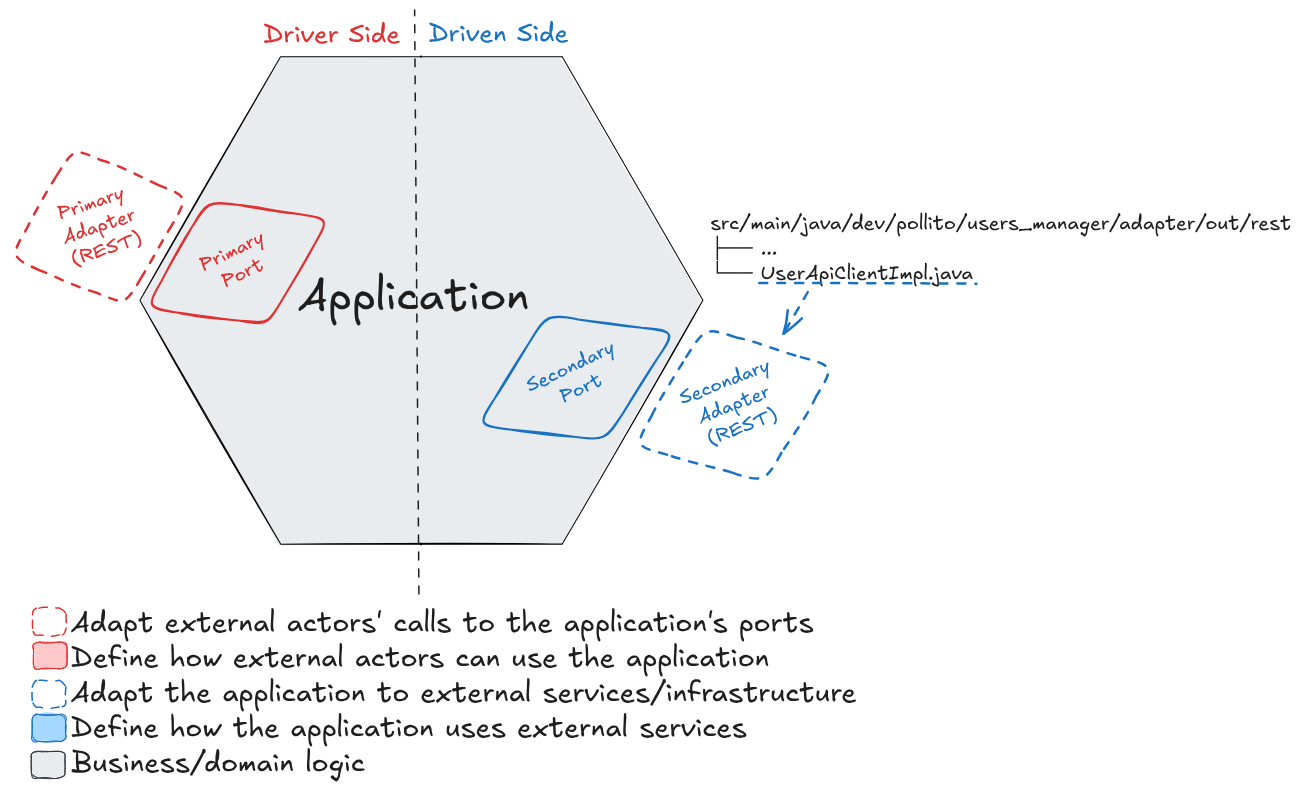 Driver Side
Driven Side
Primary
Adapter
(REST)
Primary
Port
Application
src/main/java/dev/pollito/users_manager/adapter/out/rest
├── ...
└── UserApiClientImpl.java
Secondary
Port
Secondary
Adapter
(REST)
Adapt external actors' calls to the application's ports
Define how external actors can use the application
Adapt the application to external services/infrastructure
Define how the application uses external services
Business/domain logic